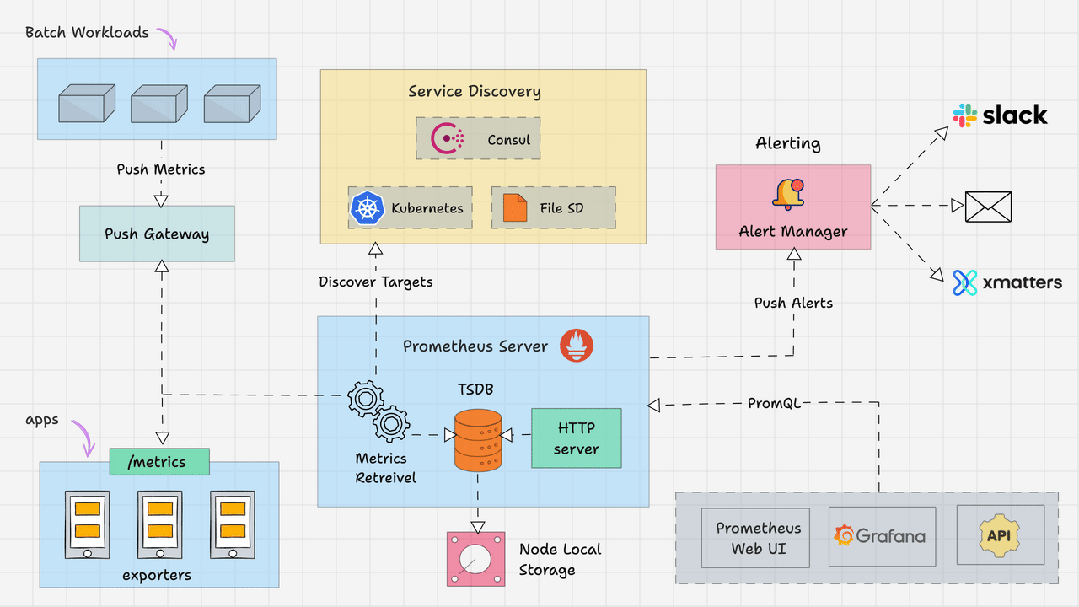 Batch Workloads
Push Metrics
Push Gateway
Service Discovery
Consul
Kubernetes
File SD
Discover Targets
Alerting
Alert Manager
slack
xmatters
Push Alerts
Prometheus Server
TSDB
HTTP
server
Metrics
Retreivel
PromQL
apps
/metrics
exporters
Node Local
Storage
Prometheus
Web UI
Grafana
API